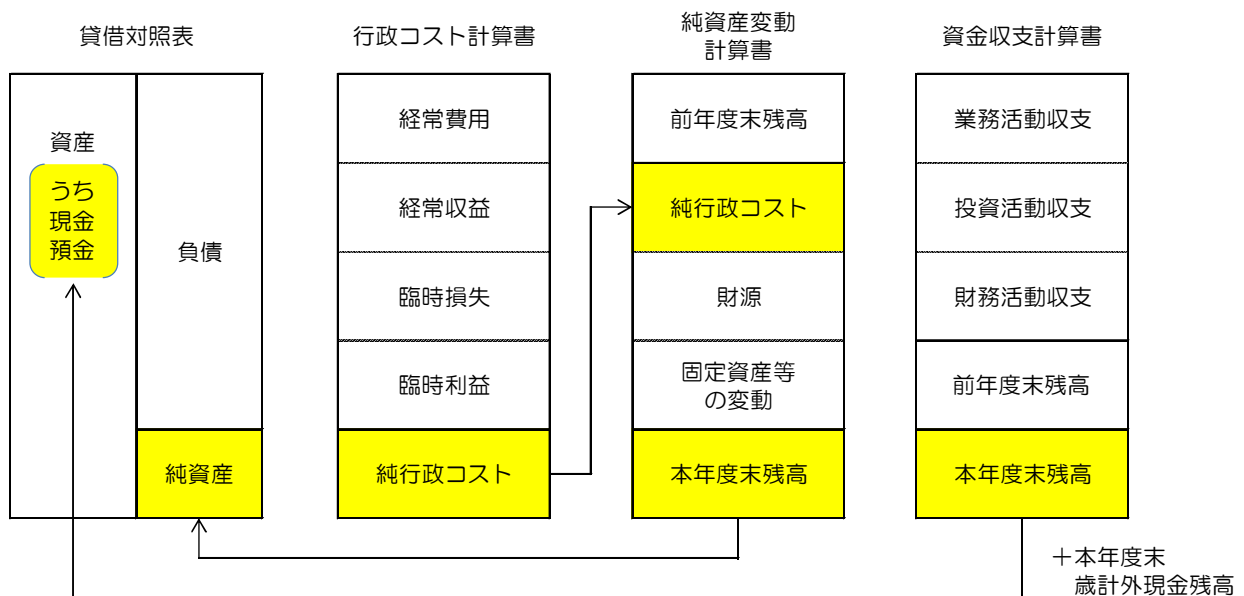 貸借対照表
資産
うち
現金
預金
負債
純資産
行政コスト計算書
経常費用
経常収益
臨時損失
臨時利益
純行政コスト
純資産変動
計算書
前年度末残高
純行政コスト
財源
固定資産等
の変動
本年度末残高
資金収支計算書
業務活動収支
投資活動収支
財務活動収支
前年度末残高
本年度末残高
＋本年度末
歳計外現金残高